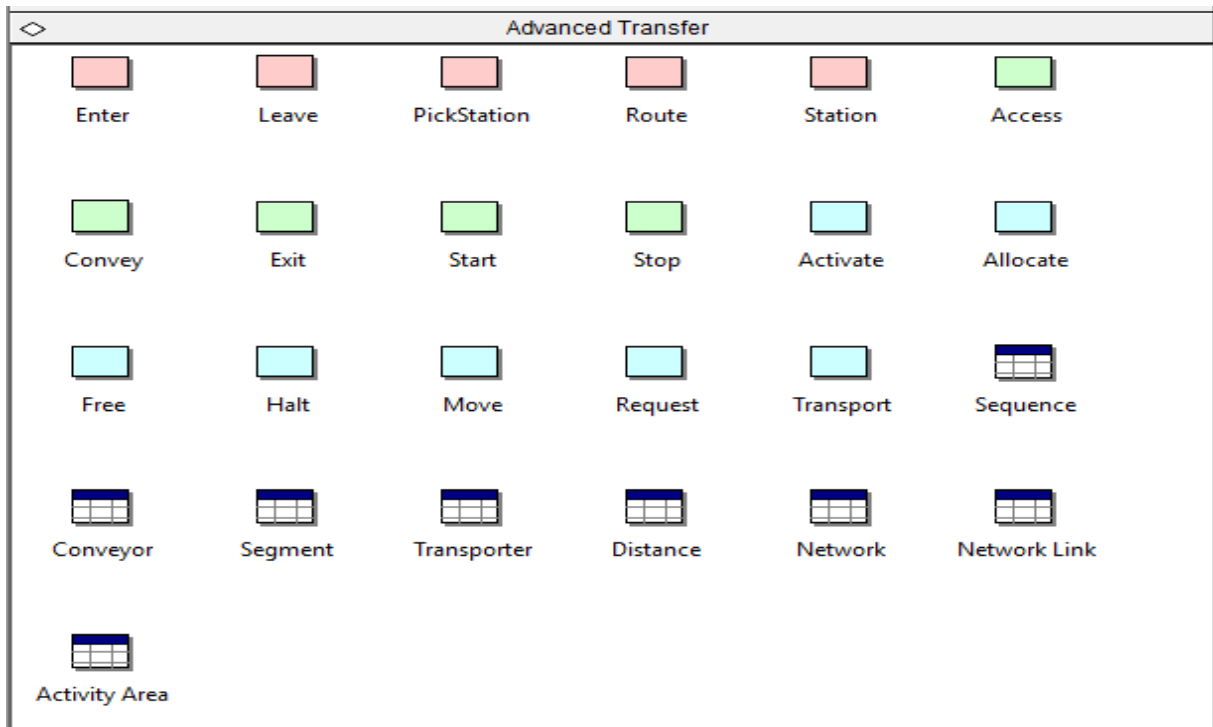 Advanced Transfer
Enter Leave PickStation Route Station Access
Convey Exit Start Stop Activate Allocate
Free Halt Move Request Transport Sequence
Conveyor Segment Transporter Distance Network Network Link
Activity Area